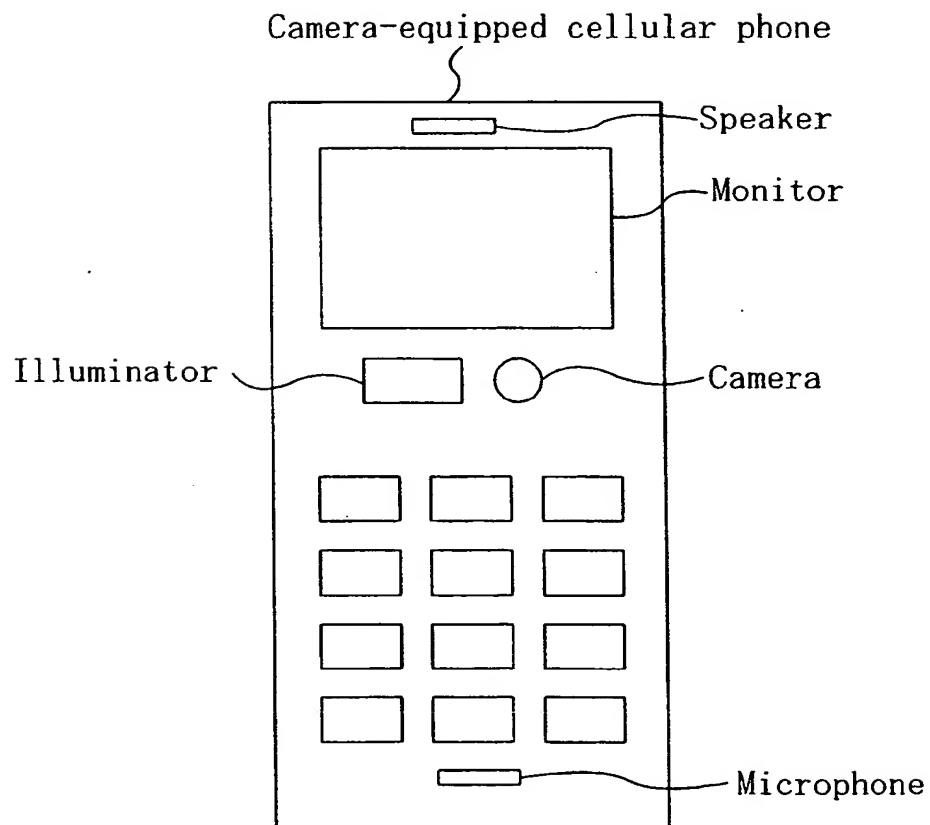 Camera-equipped cellular phone
Speaker
Monitor
Illuminator
Camera
Microphone